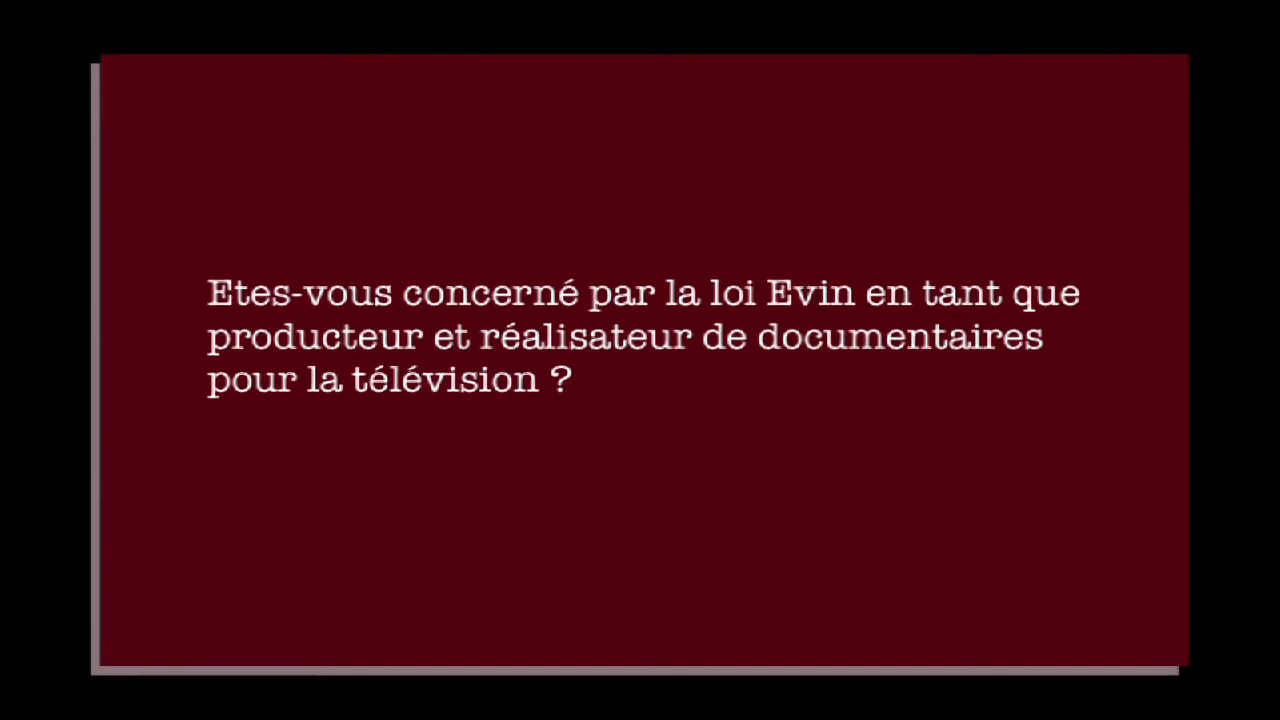 Etes-vous concerné par la loi Evin en tant que
producteur et réalisateur de documentaires
pour la télévision ?